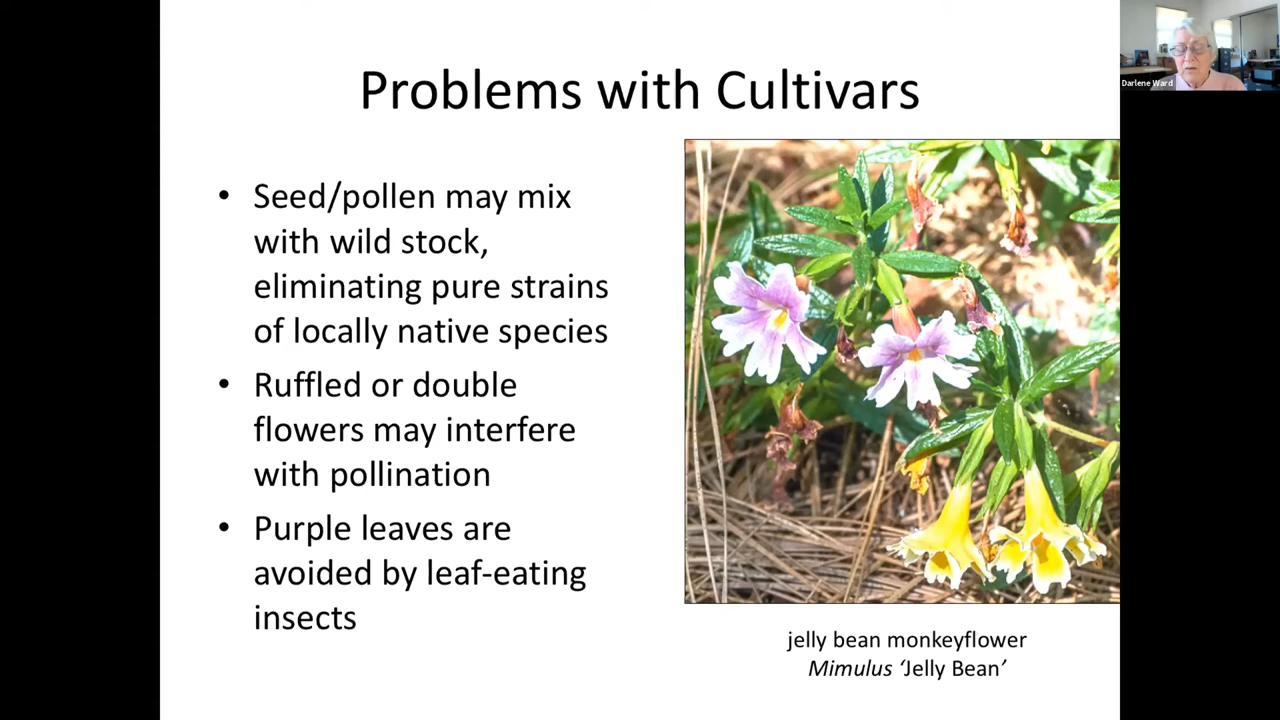 Problems with Cultivars
Darlene Ward
• Seed/pollen may mix
with wild stock,
eliminating pure strains
of locally native species
• Ruffled or double
flowers may interfere
with pollination
• Purple leaves are
avoided by leaf-eating
insects
jelly bean monkeyflower
Mimulus ‘Jelly Bean’